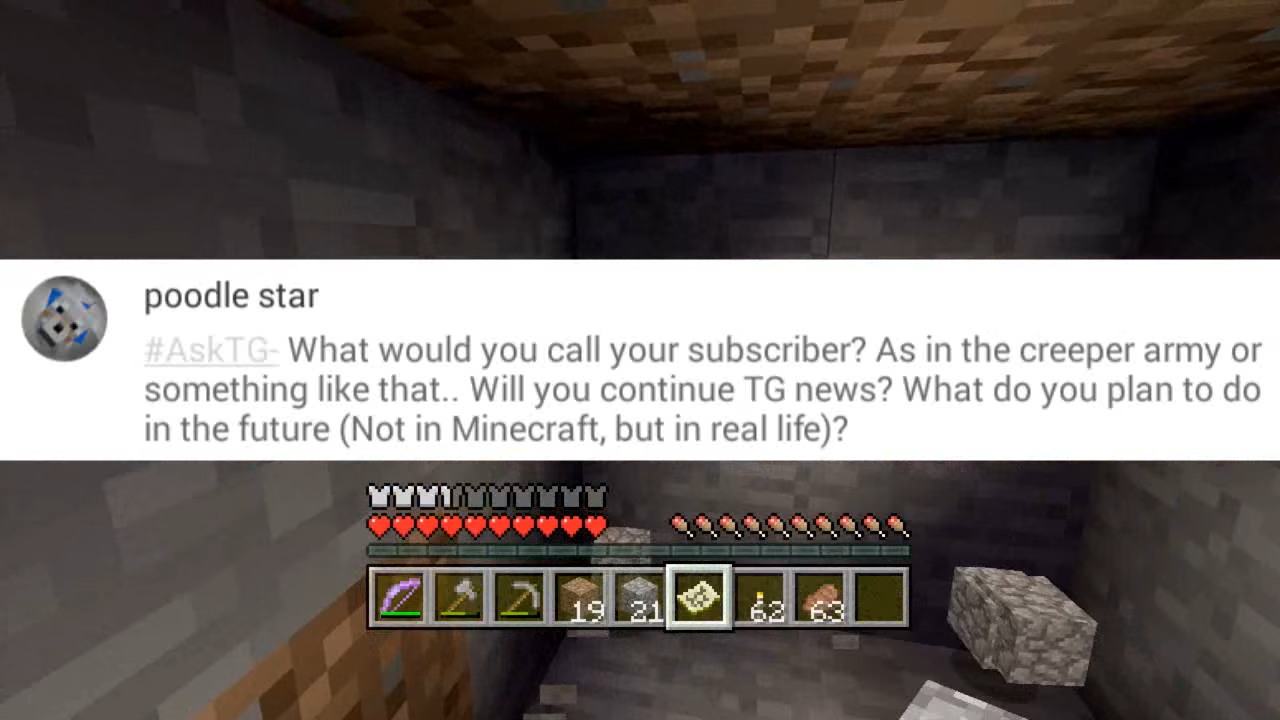 poodle star
#AskTG- What would you call your subscriber? As in the creeper army or
something like that.. Will you continue TG news? What do you plan to do
in the future (Not in Minecraft, but in real life)?
19 21 62 63